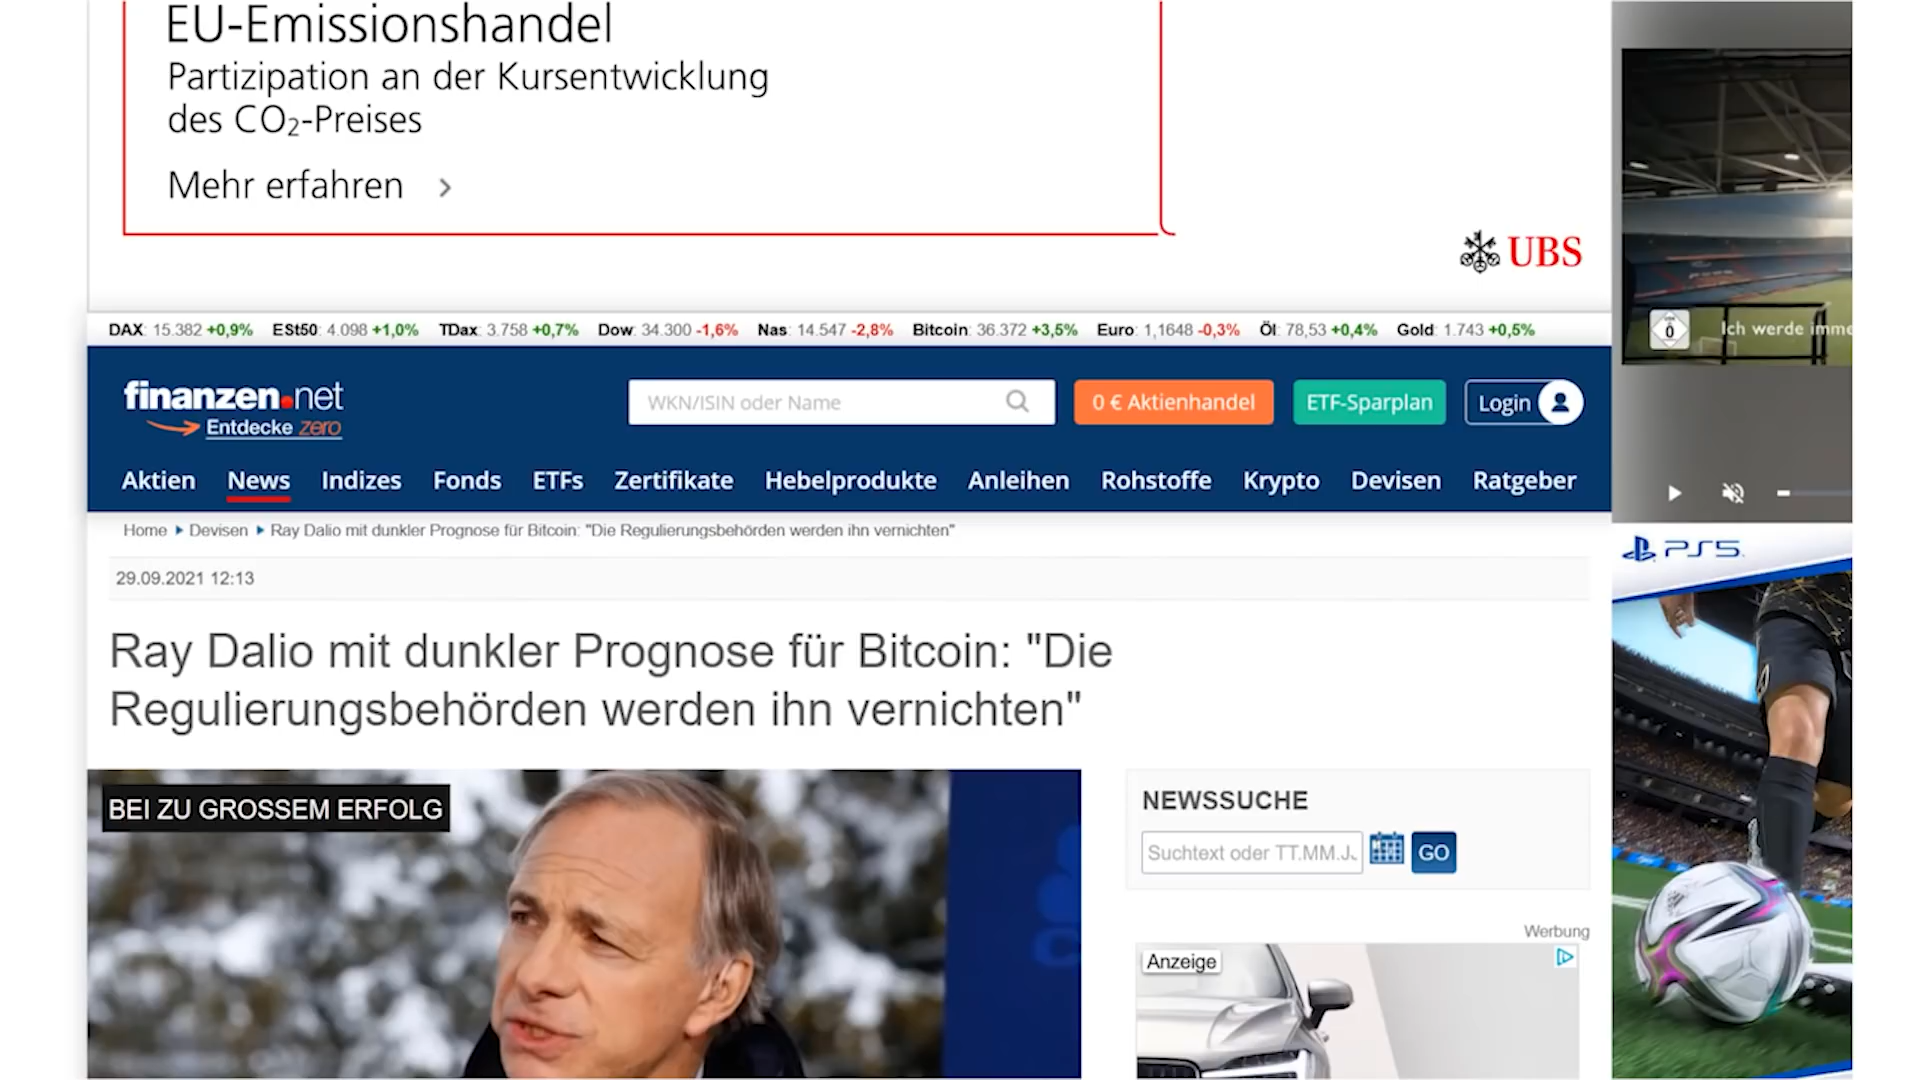 EU-Emissionshandel
Partizipation an der Kursentwicklung
des CO₂-Preises
Mehr erfahren
UBS
DAX: 15.382 +0,9% ESt50: 4.098 +1,0% TDax: 3.758 +0,7% Dow: 34.300 -1,6% Nas: 14.547 -2,8% Bitcoin: 36.372 +3,5% Euro: 1,1648 -0,3% Öl: 78,53 +0,4% Gold: 1.743 +0,5%
0 Ich werde imme
finanzen.net
Entdecke zero
WKN/ISIN oder Name
0 € Aktienhandel
ETF-Sparplan
Login
Aktien News Indizes Fonds ETFs Zertifikate Hebelprodukte Anleihen Rohstoffe Krypto Devisen Ratgeber
Home Devisen Ray Dalio mit dunkler Prognose für Bitcoin: "Die Regulierungsbehörden werden ihn vernichten"
PS5
29.09.2021 12:13
Ray Dalio mit dunkler Prognose für Bitcoin: "Die
Regulierungsbehörden werden ihn vernichten"
BEI ZU GROSSEM ERFOLG
NEWSSUCHE
Suchtext oder TT.MM.J.
GO
Werbung
Anzeige